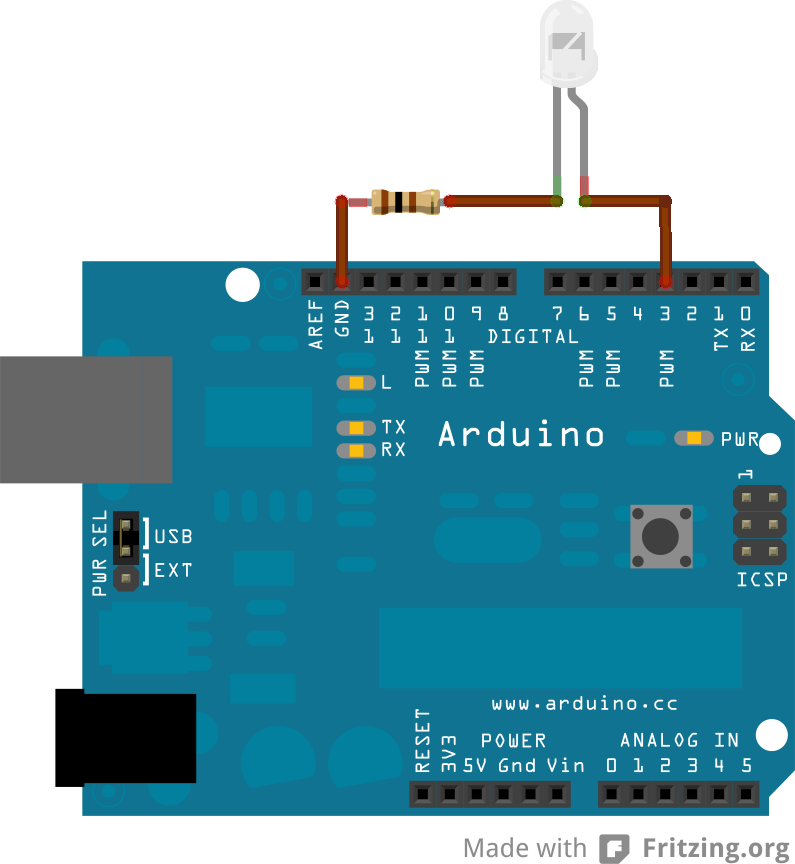 AREF
GND
13
12
11
10
9
8
7
6
5
4
3
2
TX 1
RX 0
DIGITAL
PWM
PWM
PWM
PWM
PWM
PWM
L
TX
RX
Arduino
PWR
1
PWR SEL
USB
EXT
ICSP
www.arduino.cc
POWER
ANALOG IN
RESET
3V3
5V Gnd Vin
0 1 2 3 4 5
Made with Fritzing.org